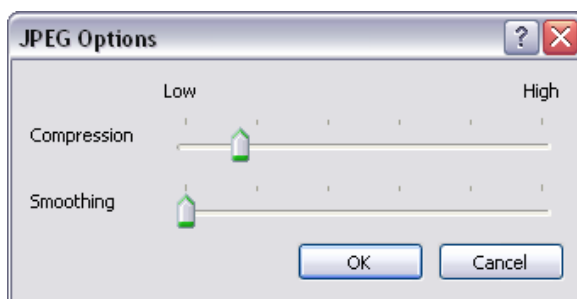 JPEG Options
Low High
Compression
Smoothing
OK Cancel